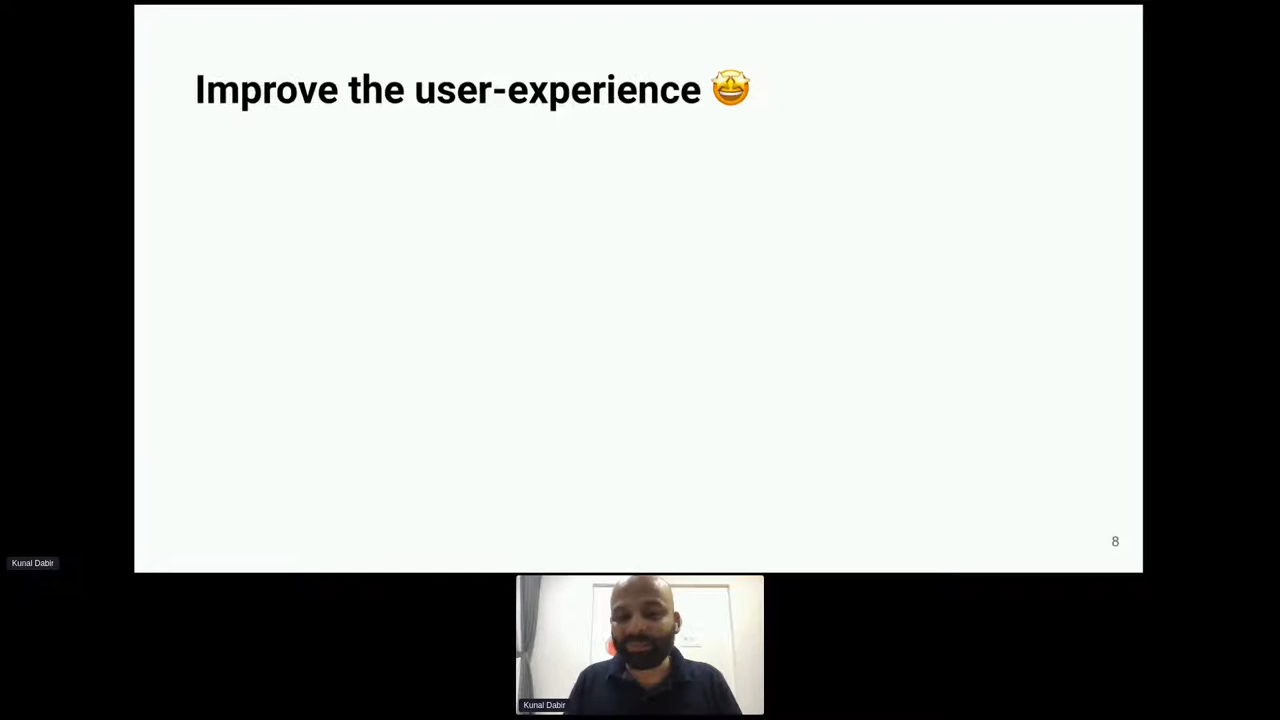 Improve the user-experience 🤩
8
Kunal Dabir
Kunal Dabir